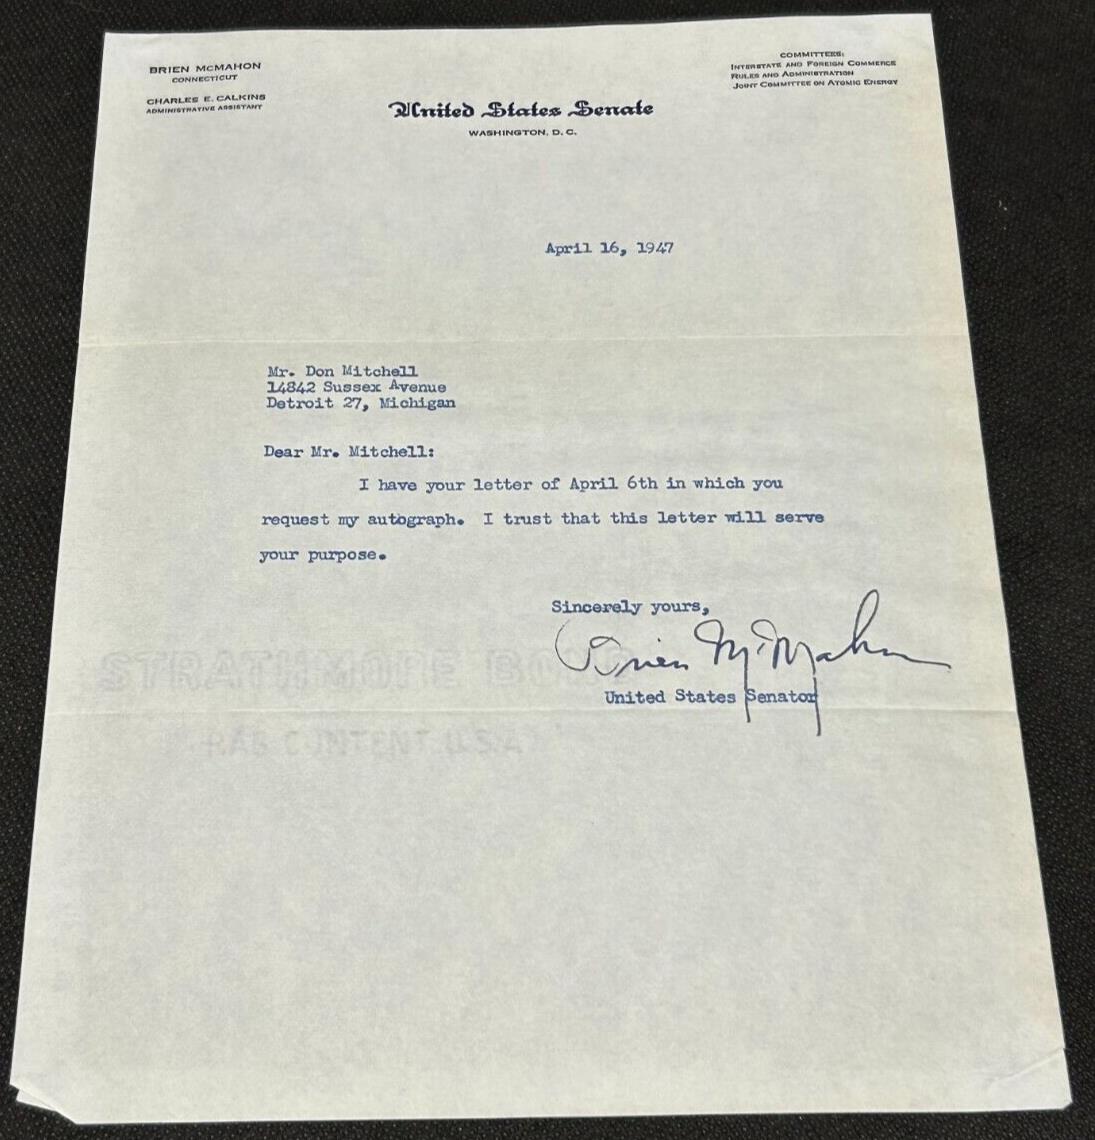 BRIEN McMAHON
CONNECTICUT
CHARLES E. CALKINS
ADMINISTRATIVE ASSISTANT
COMMITTEES:
INTERSTATE AND FOREIGN COMMERCE
RULES AND ADMINISTRATION
JOINT COMMITTEE ON ATOMIC ENERGY
United States Senate
WASHINGTON, D. C.
April 16, 1947
Mr. Don Mitchell
14842 Sussex Avenue
Detroit 27, Michigan
Dear Mr. Mitchell:
I have your letter of April 6th in which you
request my autograph. I trust that this letter will serve
your purpose.
Sincerely yours,
Brien McMahon
United States Senator
STRATHMORE BOND
RAG CONTENT U.S.A.